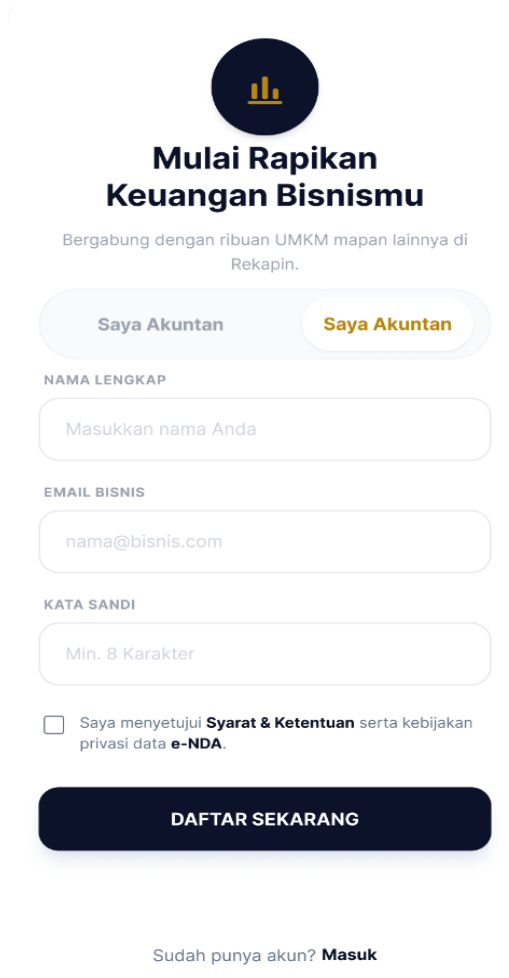 Mulai Rapikan
Keuangan Bisnismu
Bergabung dengan ribuan UMKM mapan lainnya di
Rekapin.
Saya Akuntan Saya Akuntan
NAMA LENGKAP
Masukkan nama Anda
EMAIL BISNIS
nama@bisnis.com
KATA SANDI
Min. 8 Karakter
Saya menyetujui Syarat & Ketentuan serta kebijakan
privasi data e-NDA.
DAFTAR SEKARANG
Sudah punya akun? Masuk